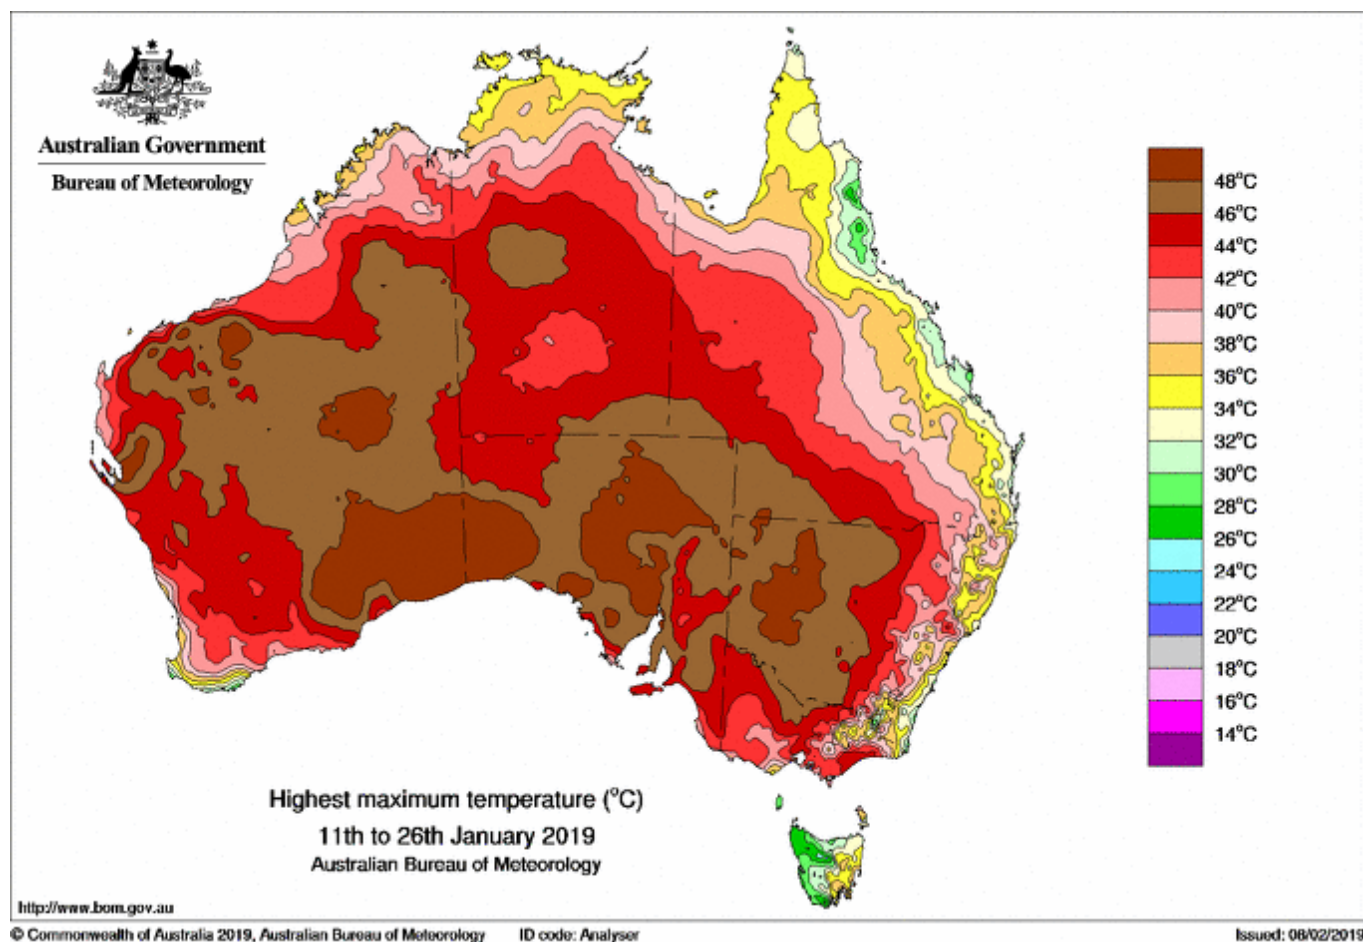 Australian Government
Bureau of Meteorology
48°C
46°C
44°C
42°C
40°C
38°C
36°C
34°C
32°C
30°C
28°C
26°C
24°C
22°C
20°C
18°C
16°C
14°C
Highest maximum temperature (°C)
11th to 26th January 2019
Australian Bureau of Meteorology
http://www.bom.gov.au
© Commonwealth of Australia 2019, Australian Bureau of Meteorology ID code: Analyser Issued: 08/02/2019